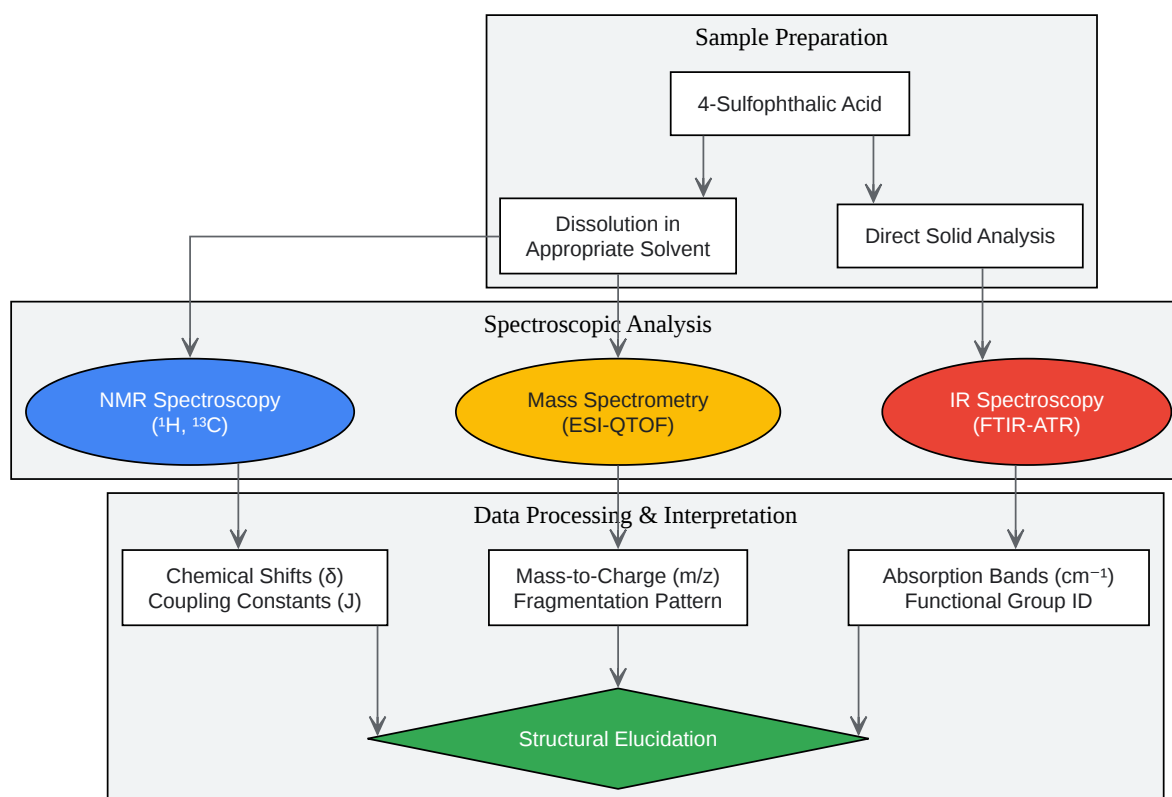 Sample Preparation
4-Sulfophthalic Acid
Dissolution in
Appropriate Solvent
Direct Solid Analysis
Spectroscopic Analysis
NMR Spectroscopy
(¹H, ¹³C)
Mass Spectrometry
(ESI-QTOF)
IR Spectroscopy
(FTIR-ATR)
Data Processing & Interpretation
Chemical Shifts (δ)
Coupling Constants (J)
Mass-to-Charge (m/z)
Fragmentation Pattern
Absorption Bands (cm⁻¹)
Functional Group ID
Structural Elucidation